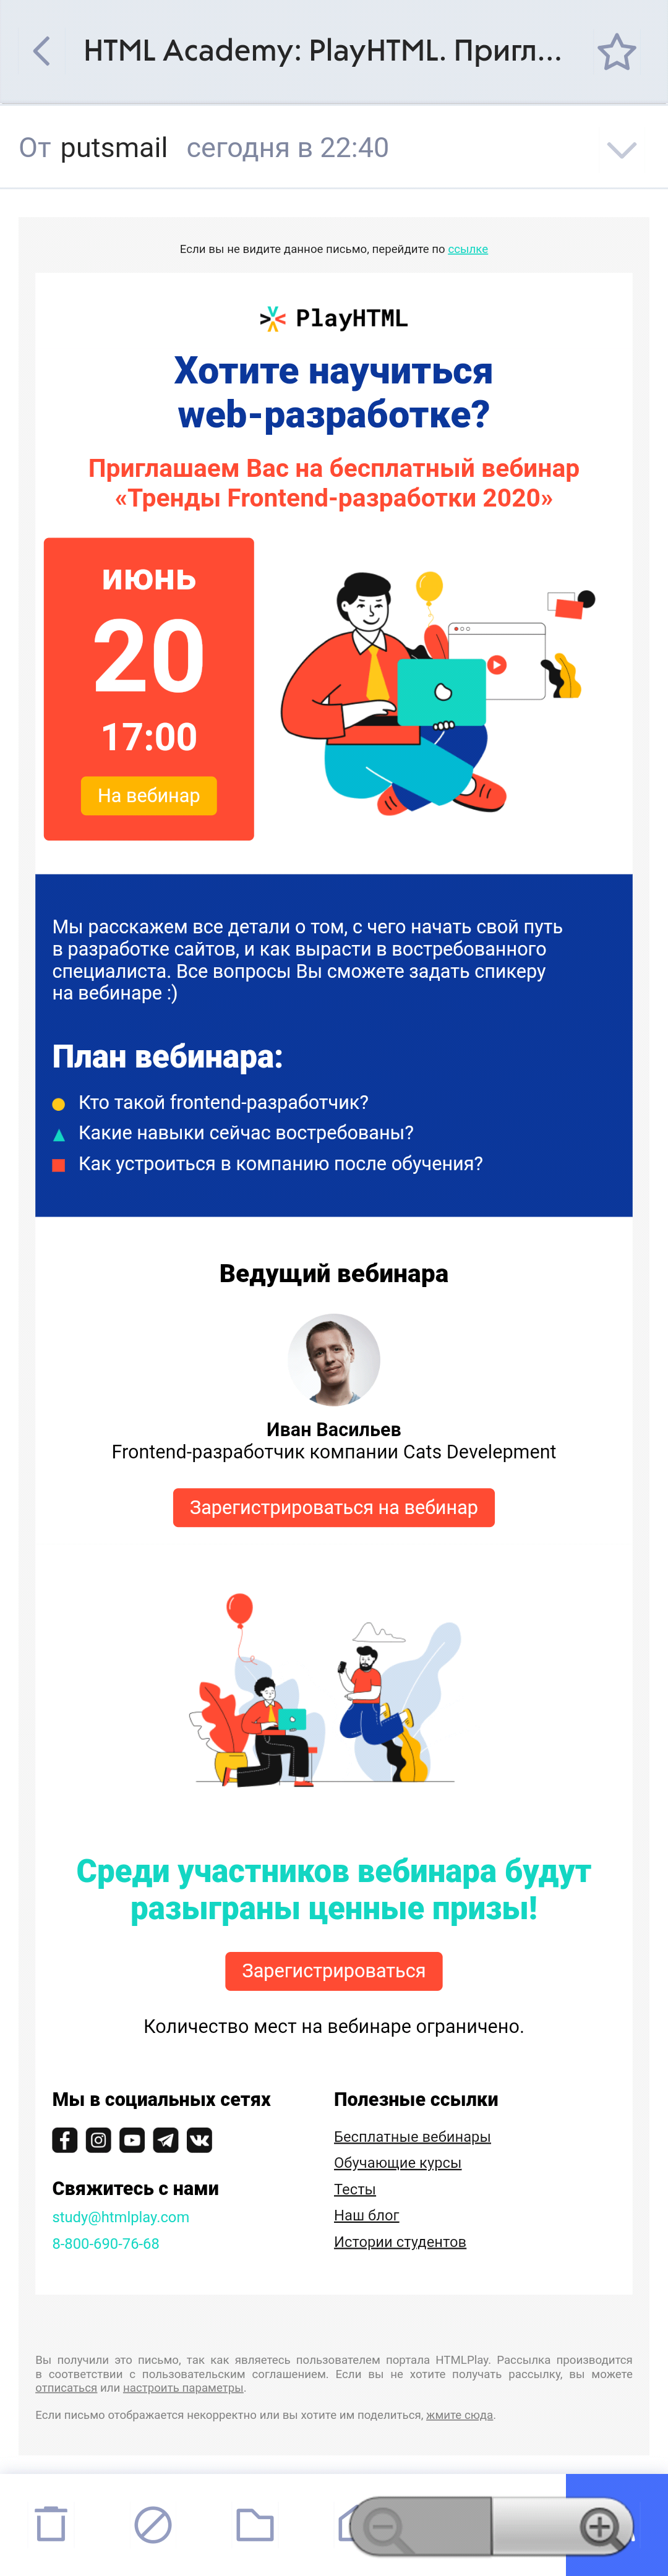 HTML Academy: PlayHTML. Пригл...
От putsmail сегодня в 22:40
Если вы не видите данное письмо, перейдите по ссылке
PlayHTML
Хотите научиться
web-разработке?
Приглашаем Вас на бесплатный вебинар
«Тренды Frontend-разработки 2020»
июнь
20
17:00
На вебинар
Мы расскажем все детали о том, с чего начать свой путь
в разработке сайтов, и как вырасти в востребованного
специалиста. Все вопросы Вы сможете задать спикеру
на вебинаре :)
План вебинара:
Кто такой frontend-разработчик?
Какие навыки сейчас востребованы?
Как устроиться в компанию после обучения?
Ведущий вебинара
Иван Васильев
Frontend-разработчик компании Cats Develepment
Зарегистрироваться на вебинар
Среди участников вебинара будут
разыграны ценные призы!
Зарегистрироваться
Количество мест на вебинаре ограничено.
Мы в социальных сетях
Свяжитесь с нами
study@htmlplay.com
8-800-690-76-68
Полезные ссылки
Бесплатные вебинары
Обучающие курсы
Тесты
Наш блог
Истории студентов
Вы получили это письмо, так как являетесь пользователем портала HTMLPlay. Рассылка производится
в соответствии с пользовательским соглашением. Если вы не хотите получать рассылку, вы можете
отписаться или настроить параметры.
Если письмо отображается некорректно или вы хотите им поделиться, жмите сюда.